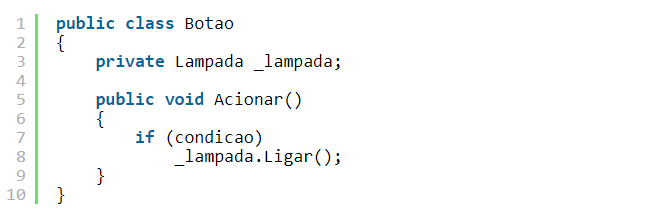 1 public class Botao
2 {
3     private Lampada _lampada;
4
5     public void Acionar()
6     {
7         if (condicao)
8             _lampada.Ligar();
9     }
10 }